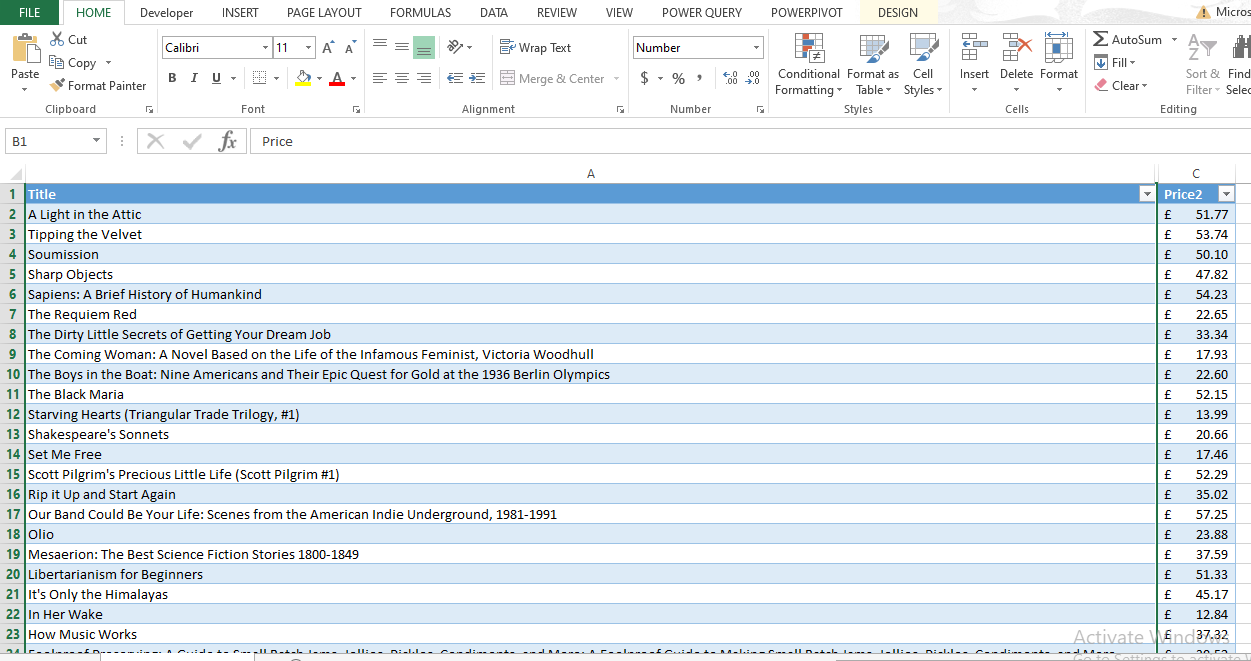 FILE HOME Developer INSERT PAGE LAYOUT FORMULAS DATA REVIEW VIEW POWER QUERY POWERPIVOT DESIGN Micros
Paste
Cut
Copy
Format Painter
Clipboard
Calibri 11
B I U
Font
Wrap Text
Merge & Center
Alignment
Number
$ % ,
Number
Conditional Formatting
Format as Table
Cell Styles
Styles
Insert Delete Format
Cells
AutoSum
Fill
Clear
Sort & Filter
Find
Selec
Editing
B1 fx Price
A C
1 Title Price2
2 A Light in the Attic £ 51.77
3 Tipping the Velvet £ 53.74
4 Soumission £ 50.10
5 Sharp Objects £ 47.82
6 Sapiens: A Brief History of Humankind £ 54.23
7 The Requiem Red £ 22.65
8 The Dirty Little Secrets of Getting Your Dream Job £ 33.34
9 The Coming Woman: A Novel Based on the Life of the Infamous Feminist, Victoria Woodhull £ 17.93
10 The Boys in the Boat: Nine Americans and Their Epic Quest for Gold at the 1936 Berlin Olympics £ 22.60
11 The Black Maria £ 52.15
12 Starving Hearts (Triangular Trade Trilogy, #1) £ 13.99
13 Shakespeare's Sonnets £ 20.66
14 Set Me Free £ 17.46
15 Scott Pilgrim's Precious Little Life (Scott Pilgrim #1) £ 52.29
16 Rip it Up and Start Again £ 35.02
17 Our Band Could Be Your Life: Scenes from the American Indie Underground, 1981-1991 £ 57.25
18 Olio £ 23.88
19 Mesaerion: The Best Science Fiction Stories 1800-1849 £ 37.59
20 Libertarianism for Beginners £ 51.33
21 It's Only the Himalayas £ 45.17
22 In Her Wake £ 12.84
23 How Music Works £ 37.32
Activate Windows